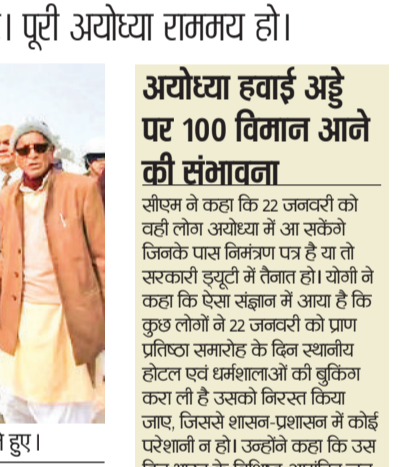 । पूरी अयोध्या राममय हो।
अयोध्या हवाई अड्डे
पर 100 विमान आने
की संभावना
सीएम ने कहा कि 22 जनवरी को
वही लोग अयोध्या में आ सकेंगे
जिनके पास निमंत्रण पत्र है या तो
सरकारी ड्यूटी में तैनात हो। योगी ने
कहा कि ऐसा संज्ञान में आया है कि
कुछ लोगों ने 22 जनवरी को प्राण
प्रतिष्ठा समारोह के दिन स्थानीय
होटल एवं धर्मशालाओं की बुकिंग
करा ली है उसको निरस्त किया
जाए, जिससे शासन-प्रशासन में कोई
परेशानी न हो। उन्होंने कहा कि उस
हुए।